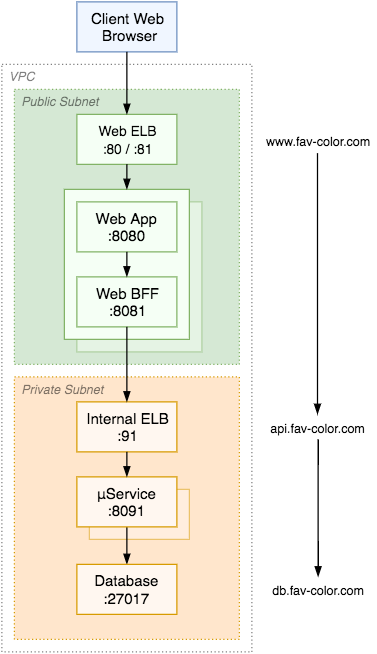 Client Web
Browser
VPC
Public Subnet
Web ELB
:80 / :81
www.fav-color.com
Web App
:8080
Web BFF
:8081
Private Subnet
Internal ELB
:91
api.fav-color.com
µService
:8091
Database
:27017
db.fav-color.com